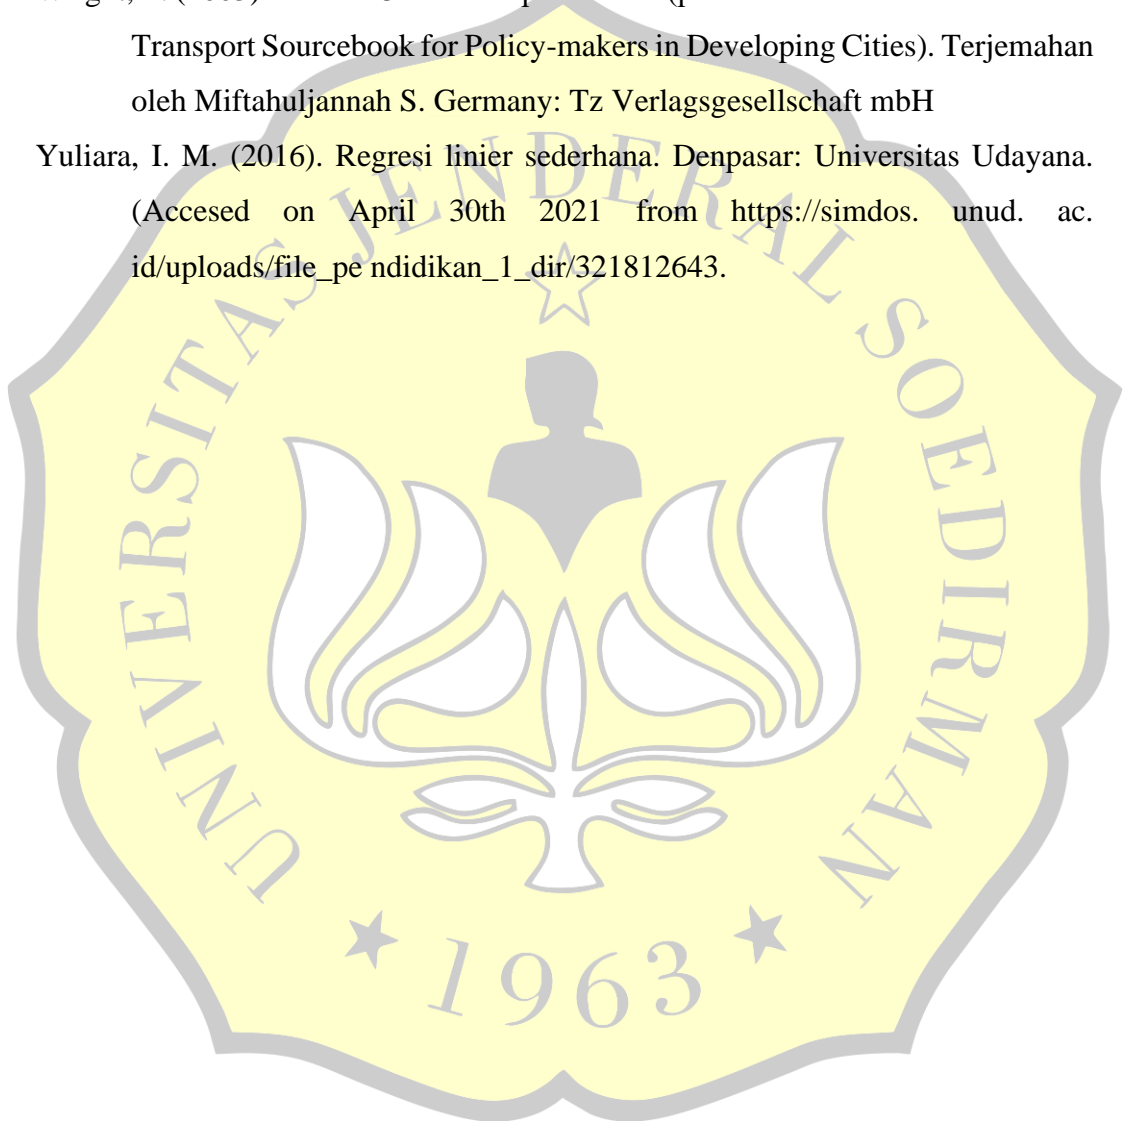 Transport Sourcebook for Policy-makers in Developing Cities). Terjemahan
oleh Miftahuljannah S. Germany: Tz Verlagsgesellschaft mbH
Yuliara, I. M. (2016). Regresi linier sederhana. Denpasar: Universitas Udayana.
(Accesed on April 30th 2021 from https://simdos. unud. ac.
id/uploads/file_pe ndidikan_1_dir/321812643.
UNIVERSITAS JENDERAL SOEDIRMAN
1963